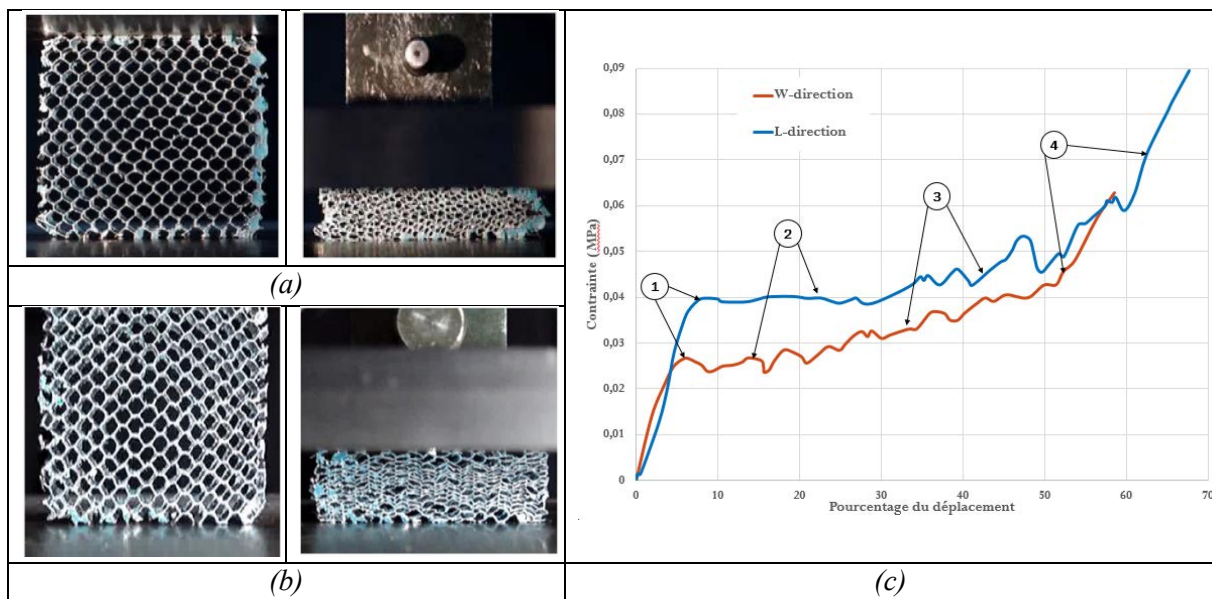 (a)
(b)
Contrainte (MPa)
0,09
0,08
0,07
0,06
0,05
0,04
0,03
0,02
0,01
0
W-direction
L-direction
1
2
3
4
0 10 20 30 40 50 60 70
Pourcentage du déplacement
(c)